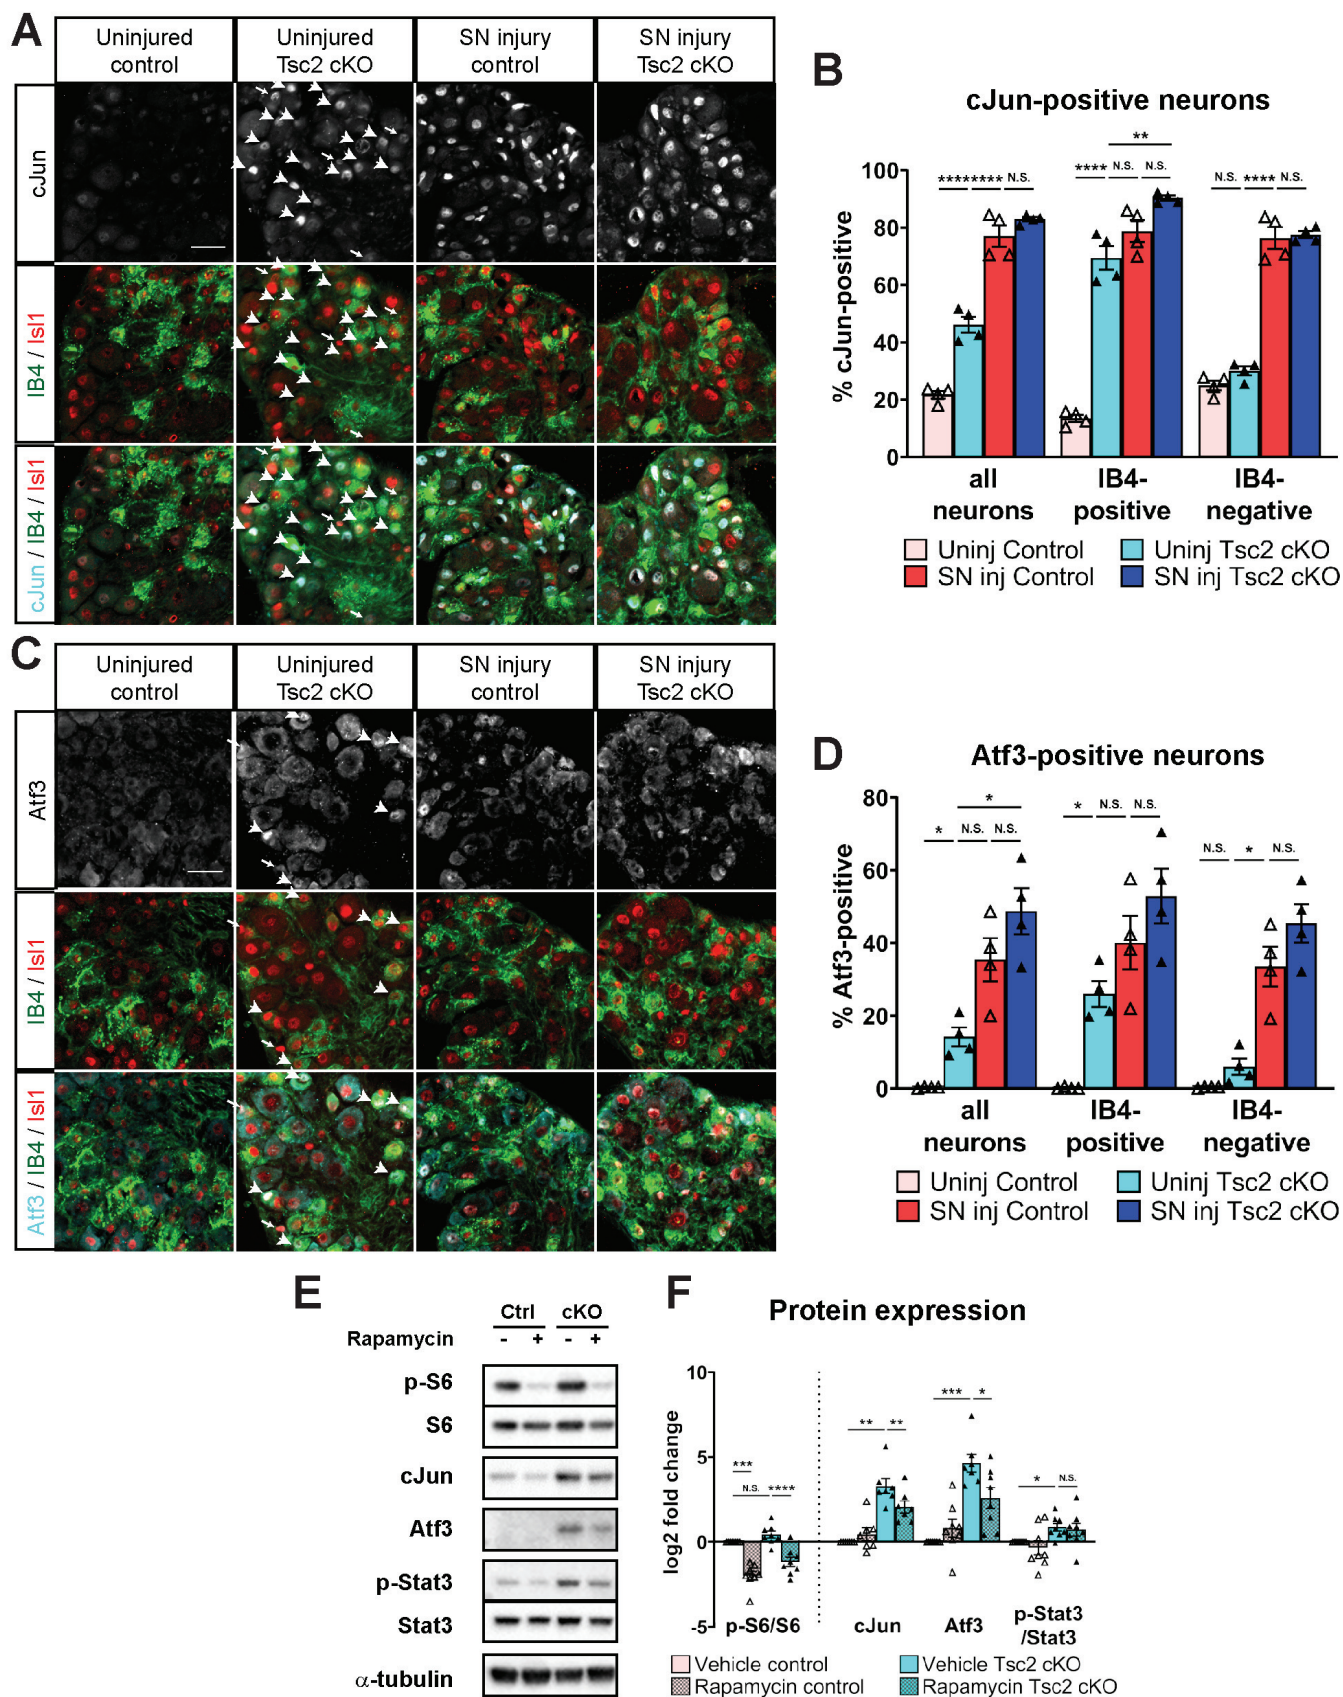 A
Uninjured control
Uninjured Tsc2 cKO
SN injury control
SN injury Tsc2 cKO
cJun
IB4 / Isl1
cJun / IB4 / Isl1
B
cJun-positive neurons
% cJun-positive
100
80
60
40
20
0
**** **** N.S.
**** N.S. N.S.
**
N.S. **** N.S.
all neurons
IB4-positive
IB4-negative
Uninj Control
Uninj Tsc2 cKO
SN inj Control
SN inj Tsc2 cKO
C
Uninjured control
Uninjured Tsc2 cKO
SN injury control
SN injury Tsc2 cKO
Atf3
IB4 / Isl1
Atf3 / IB4 / Isl1
D
Atf3-positive neurons
% Atf3-positive
80
60
40
20
0
*
* N.S. N.S.
* N.S. N.S.
N.S. * N.S.
all neurons
IB4-positive
IB4-negative
Uninj Control
Uninj Tsc2 cKO
SN inj Control
SN inj Tsc2 cKO
E
Ctrl cKO
Rapamycin - + - +
p-S6
S6
cJun
Atf3
p-Stat3
Stat3
α-tubulin
F
Protein expression
log2 fold change
10
5
0
-5
***
N.S. ****
** **
*** *
* N.S.
p-S6/S6
cJun
Atf3
p-Stat3
/Stat3
Vehicle control
Vehicle Tsc2 cKO
Rapamycin control
Rapamycin Tsc2 cKO